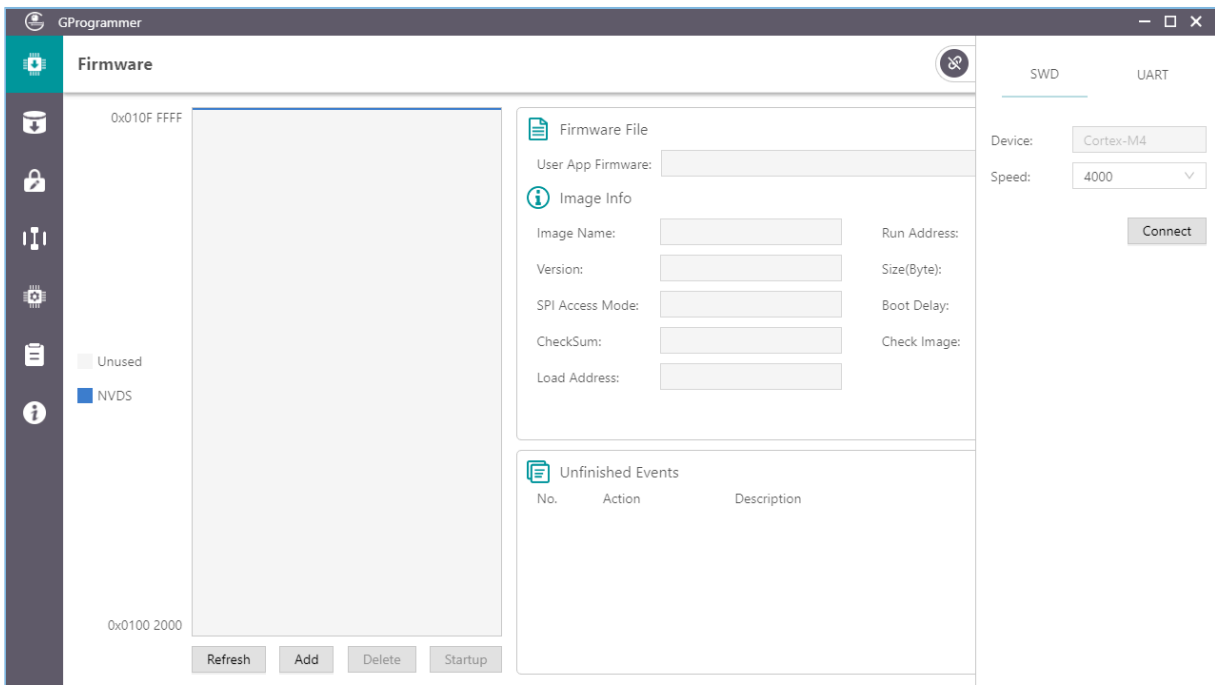 GProgrammer
Firmware
SWD UART
0x010F FFFF
Firmware File
Device: Cortex-M4
User App Firmware:
Speed: 4000
Image Info
Connect
Image Name: Run Address:
Version: Size(Byte):
SPI Access Mode: Boot Delay:
CheckSum: Check Image:
Unused
Load Address:
NVDS
Unfinished Events
No. Action Description
0x0100 2000
Refresh Add Delete Startup